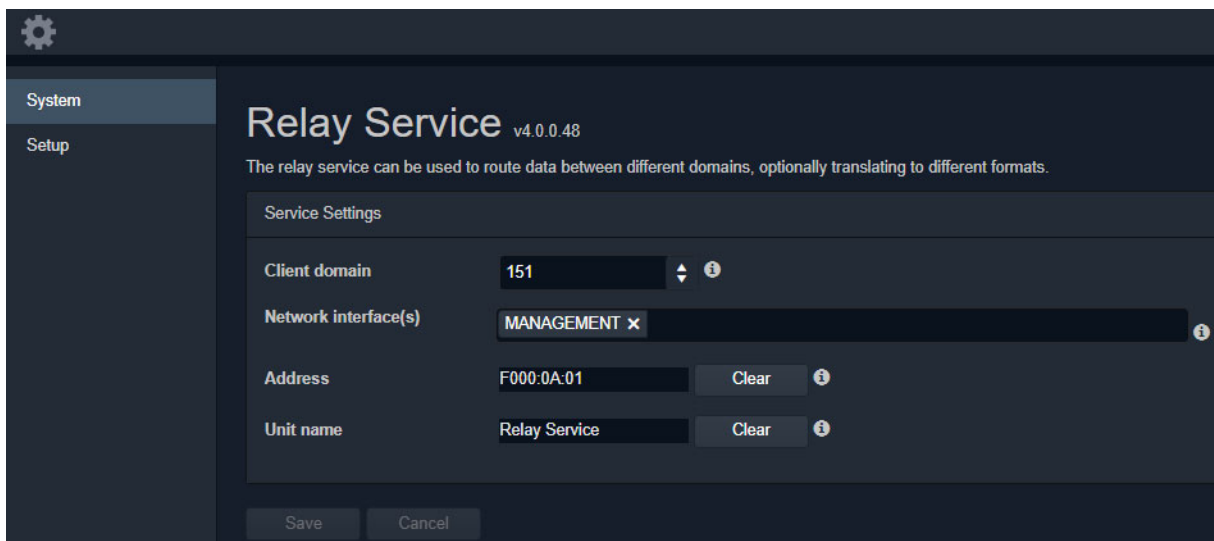 System
Setup
Relay Service v4.0.0.48
The relay service can be used to route data between different domains, optionally translating to different formats.
Service Settings
Client domain 151
Network interface(s) MANAGEMENT ×
Address F000:0A:01 Clear
Unit name Relay Service Clear
Save Cancel